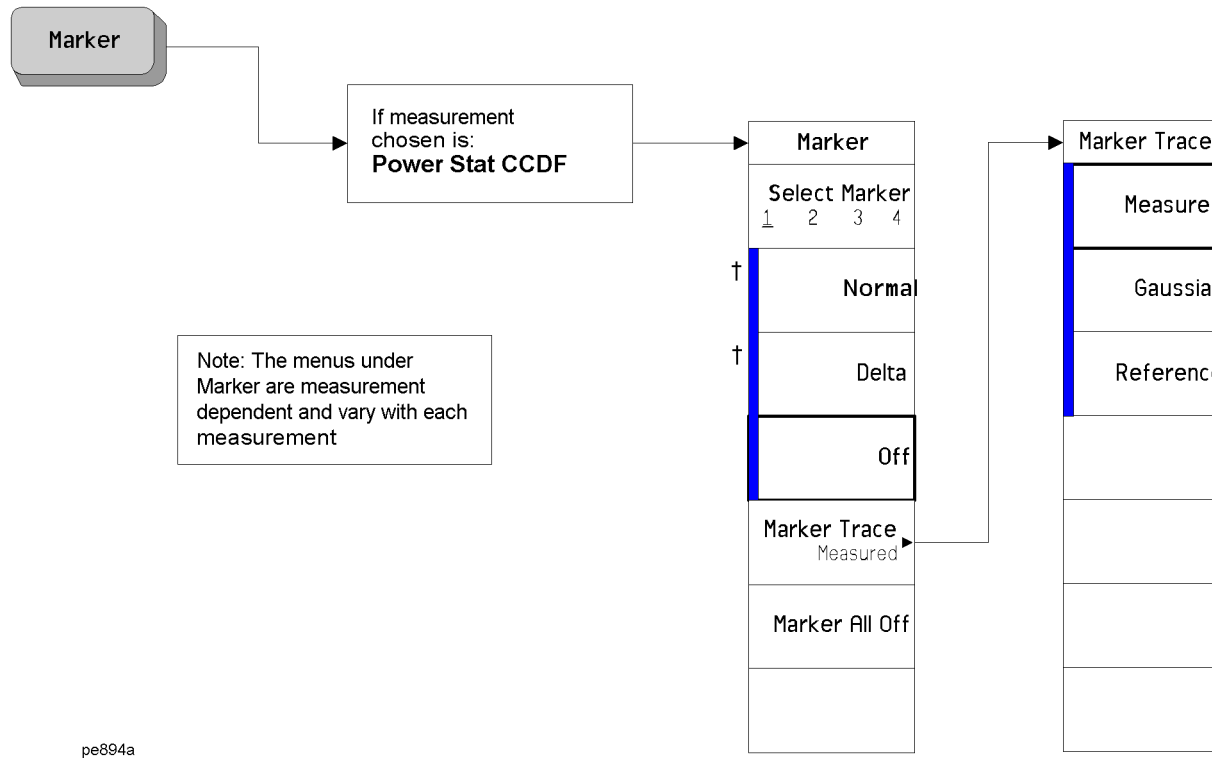 Marker
If measurement
chosen is:
Power Stat CCDF
Note: The menus under
Marker are measurement
dependent and vary with each
measurement
Marker
Select Marker
1 2 3 4
† Normal
† Delta
Off
Marker Trace
Measured
Marker All Off
Marker Trace
Measure
Gaussia
Referenc
pe894a